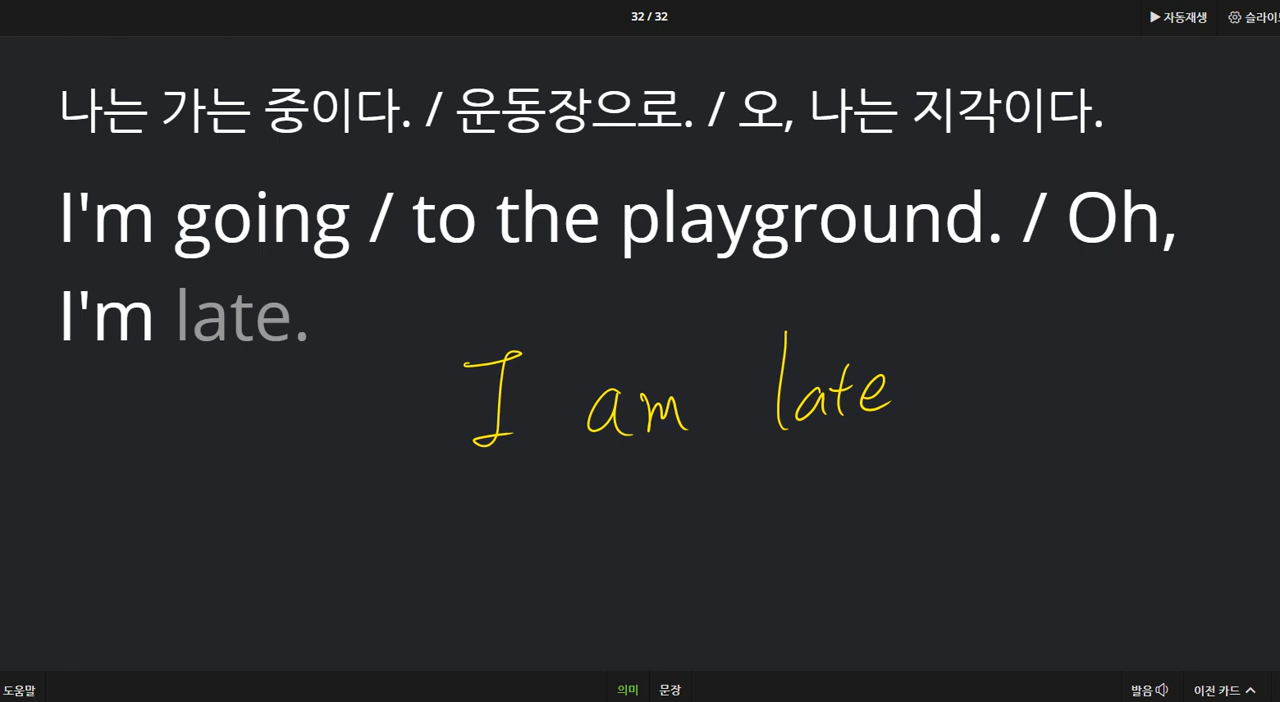 32 / 32
▶ 자동재생
슬라이드
나는 가는 중이다. / 운동장으로. / 오, 나는 지각이다.
I'm going / to the playground. / Oh,
I'm late.
I am late
도움말
의미
문장
발음
이전 카드